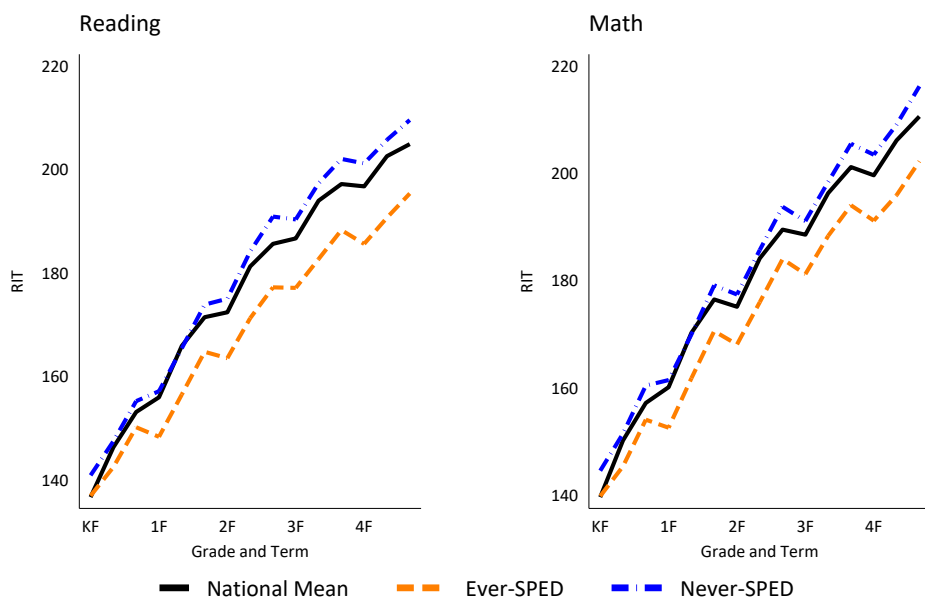 Reading
220
200
180
160
140
RIT
KF 1F 2F 3F 4F
Grade and Term
Math
220
200
180
160
140
RIT
KF 1F 2F 3F 4F
Grade and Term
National Mean Ever-SPED Never-SPED